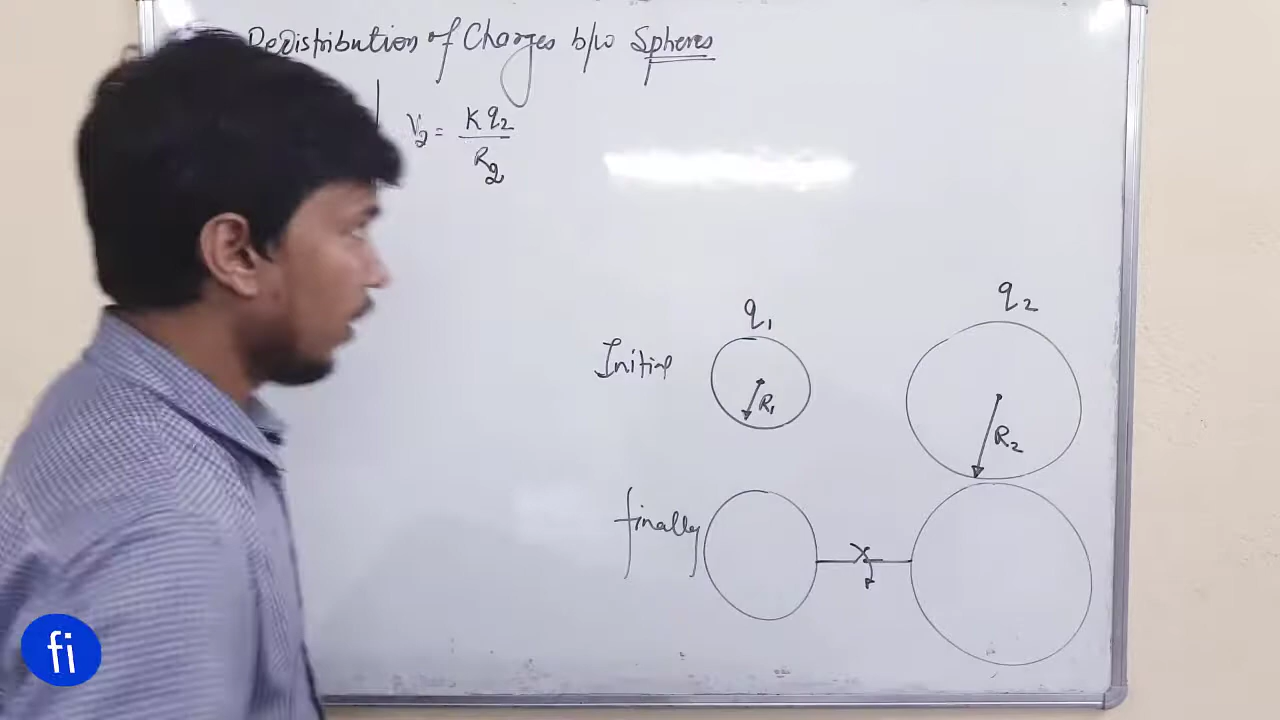 Redistribution of Charges b/w Spheres
V2 = K q2
R2
q1
q2
Initial
R1
R2
finally
fi